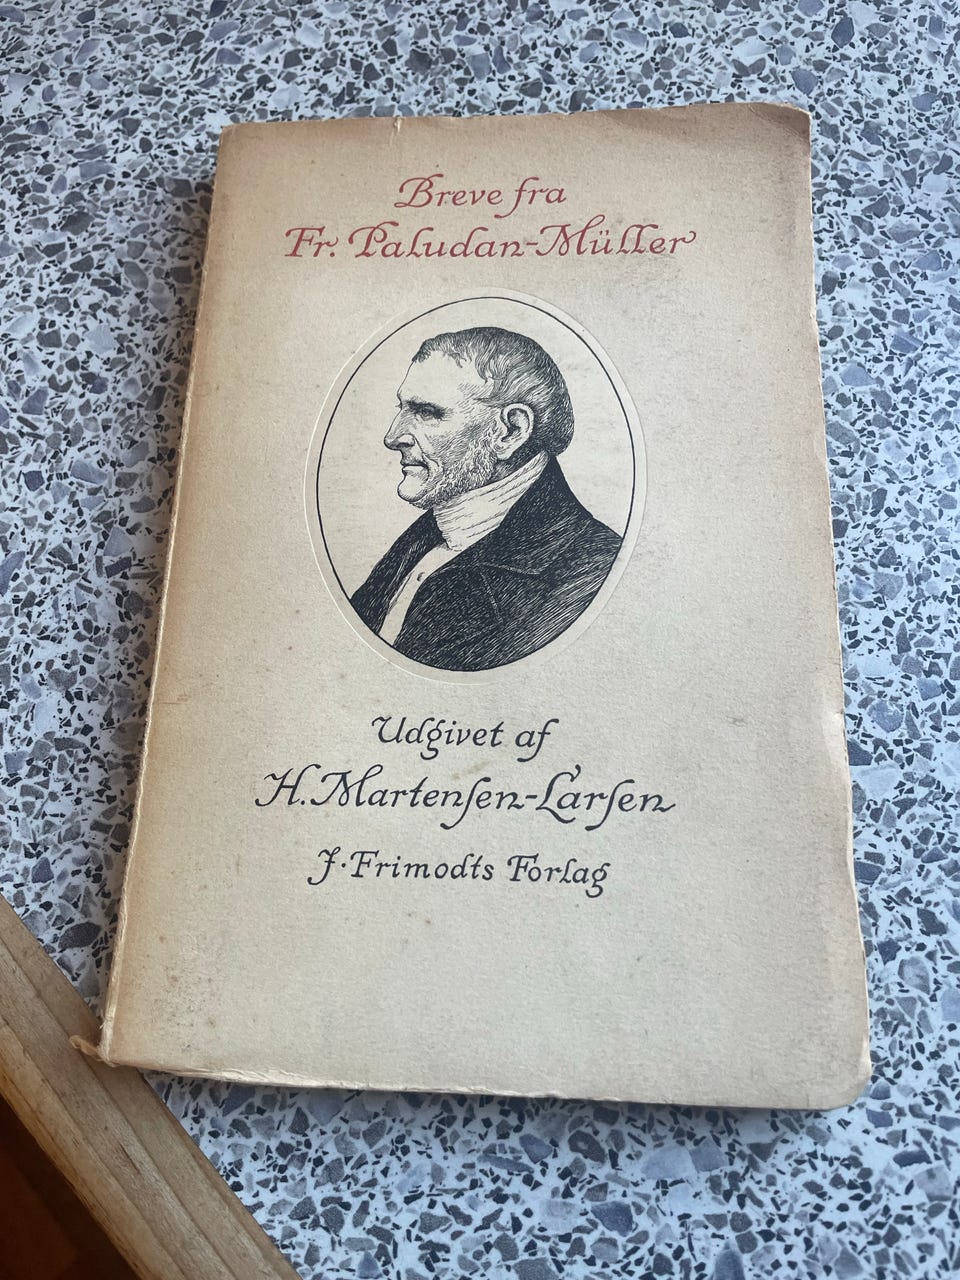 Breve fra
Fr. Paludan-Müller
Udgivet af
H. Martenſen-Larſen
J. Frimodts Forlag